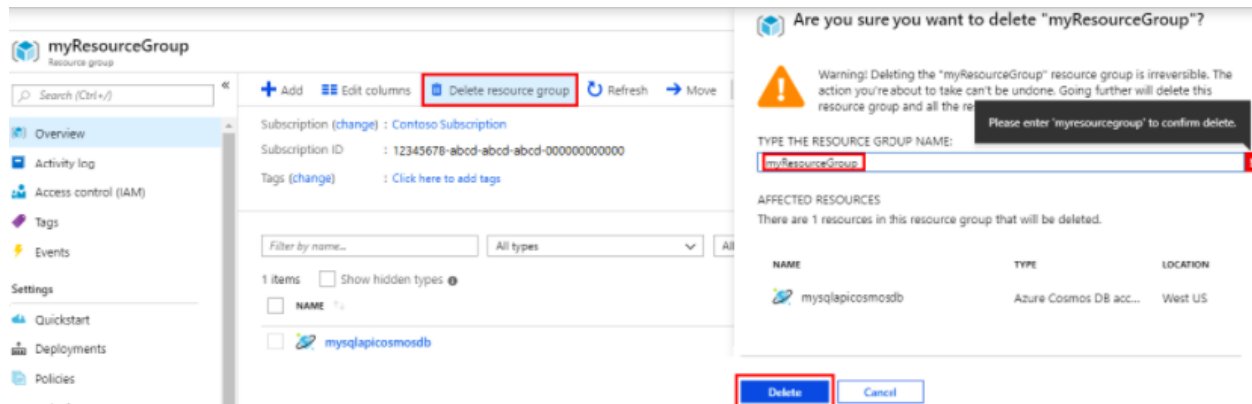 myResourceGroup
Resource group
Search (Ctrl+/)
Overview
Activity log
Access control (IAM)
Tags
Events
Settings
Quickstart
Deployments
Policies
Add Edit columns Delete resource group Refresh Move
Subscription (change) : Contoso Subscription
Subscription ID : 12345678-abcd-abcd-abcd-000000000000
Tags (change) : Click here to add tags
Filter by name... All types All
1 items Show hidden types
NAME
mysqlapicosmosdb
Are you sure you want to delete "myResourceGroup"?
Warning! Deleting the "myResourceGroup" resource group is irreversible. The
action you're about to take can't be undone. Going further will delete this
resource group and all the
Please enter 'myresourcegroup' to confirm delete.
TYPE THE RESOURCE GROUP NAME:
myResourceGroup
AFFECTED RESOURCES
There are 1 resources in this resource group that will be deleted.
NAME TYPE LOCATION
mysqlapicosmosdb Azure Cosmos DB acc... West US
Delete Cancel